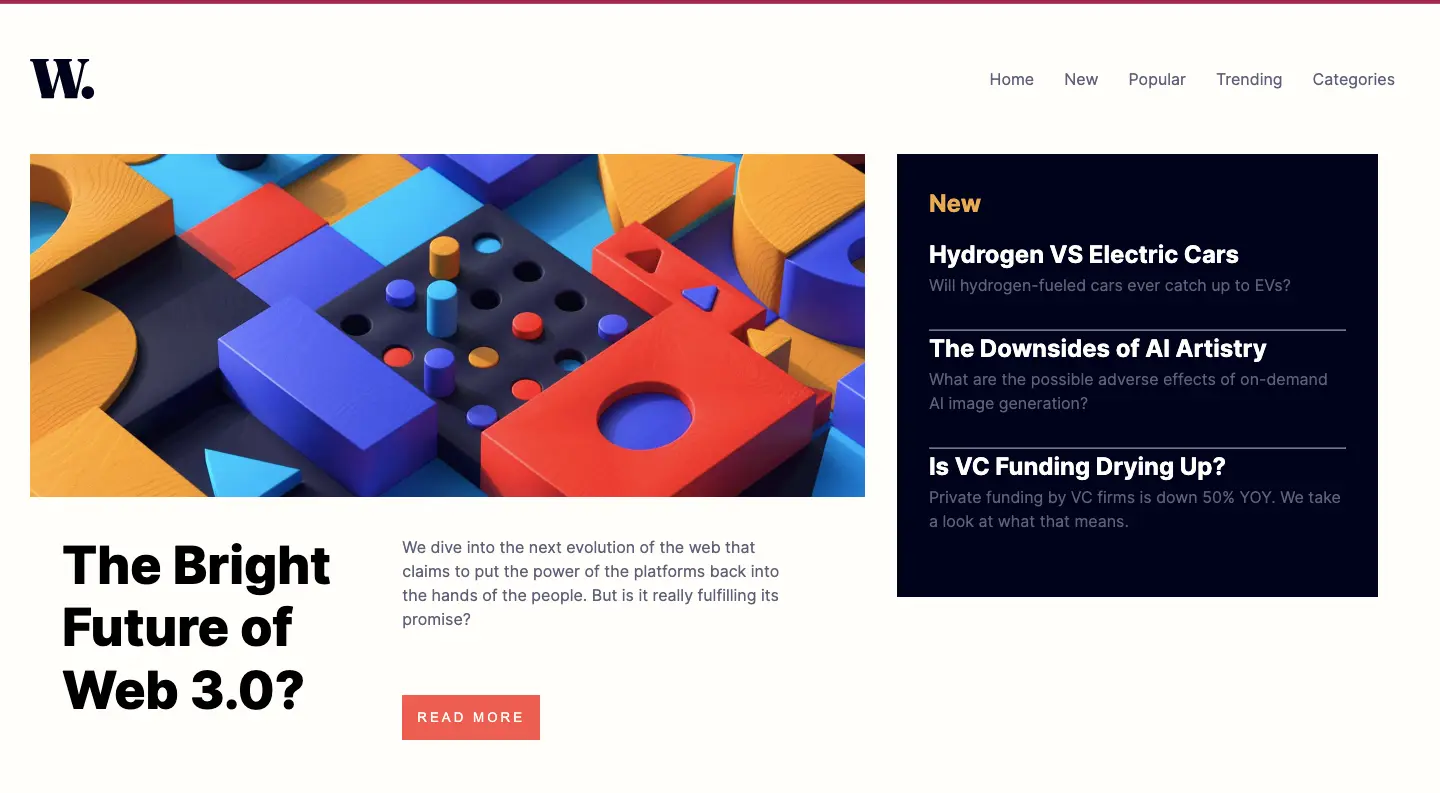 W.
Home New Popular Trending Categories
The Bright
Future of
Web 3.0?
We dive into the next evolution of the web that
claims to put the power of the platforms back into
the hands of the people. But is it really fulfilling its
promise?
READ MORE
New
Hydrogen VS Electric Cars
Will hydrogen-fueled cars ever catch up to EVs?
The Downsides of AI Artistry
What are the possible adverse effects of on-demand
AI image generation?
Is VC Funding Drying Up?
Private funding by VC firms is down 50% YOY. We take
a look at what that means.